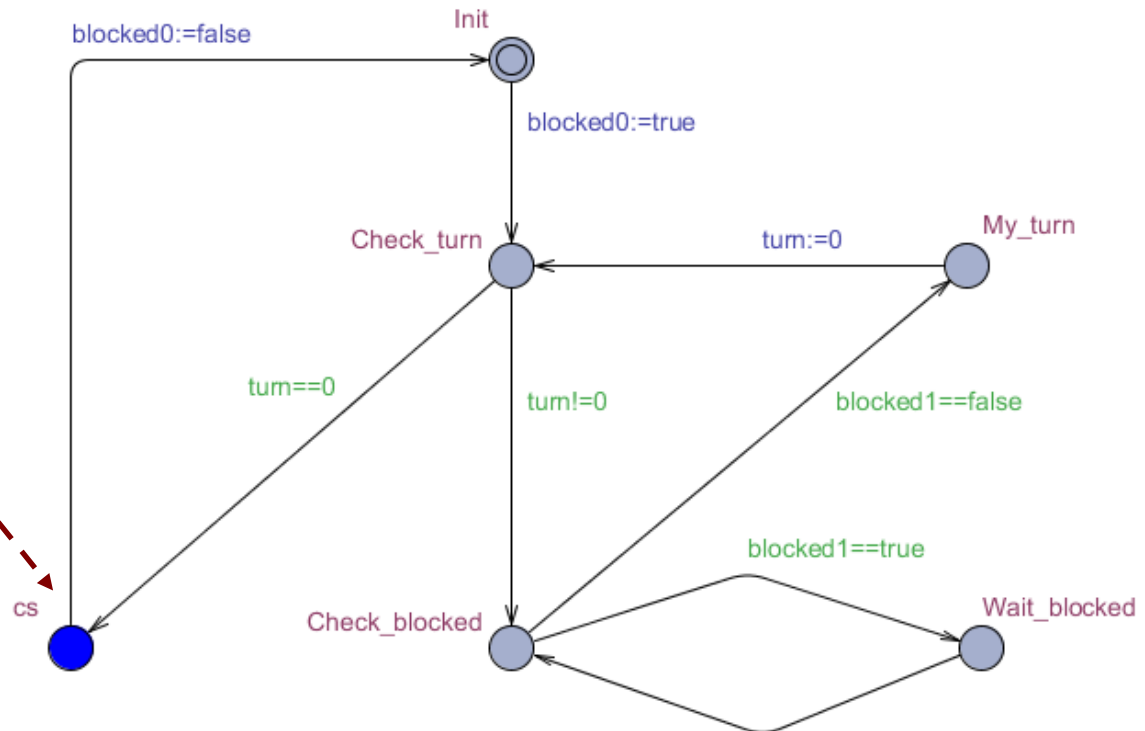 Init
blocked0:=false
blocked0:=true
My_turn
Check_turn
turn:=0
turn==0
turn!=0
blocked1==false
blocked1==true
cs
Check_blocked
Wait_blocked